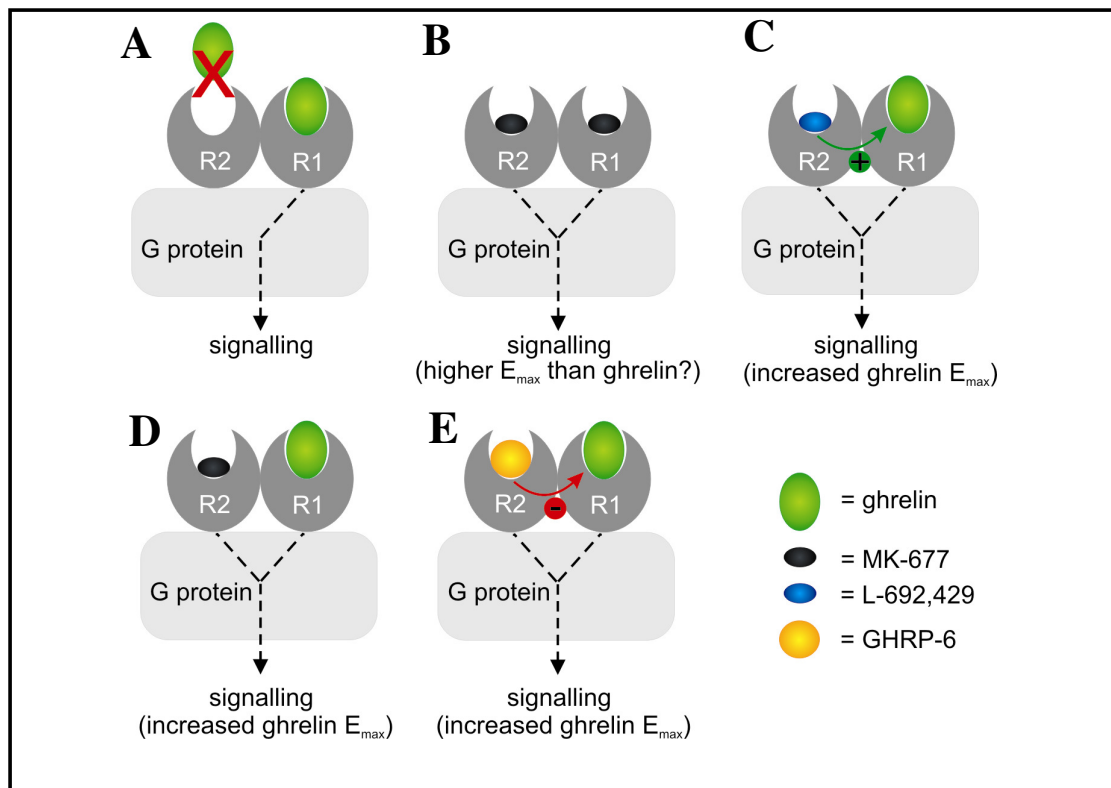 A
B
C
R2
R1
R2
R1
R2
R1
+
G protein
G protein
G protein
signalling
signalling
(higher Emax than ghrelin?)
signalling
(increased ghrelin Emax)
D
E
R2
R1
R2
R1
-
G protein
G protein
signalling
(increased ghrelin Emax)
signalling
(increased ghrelin Emax)
= ghrelin
= MK-677
= L-692,429
= GHRP-6